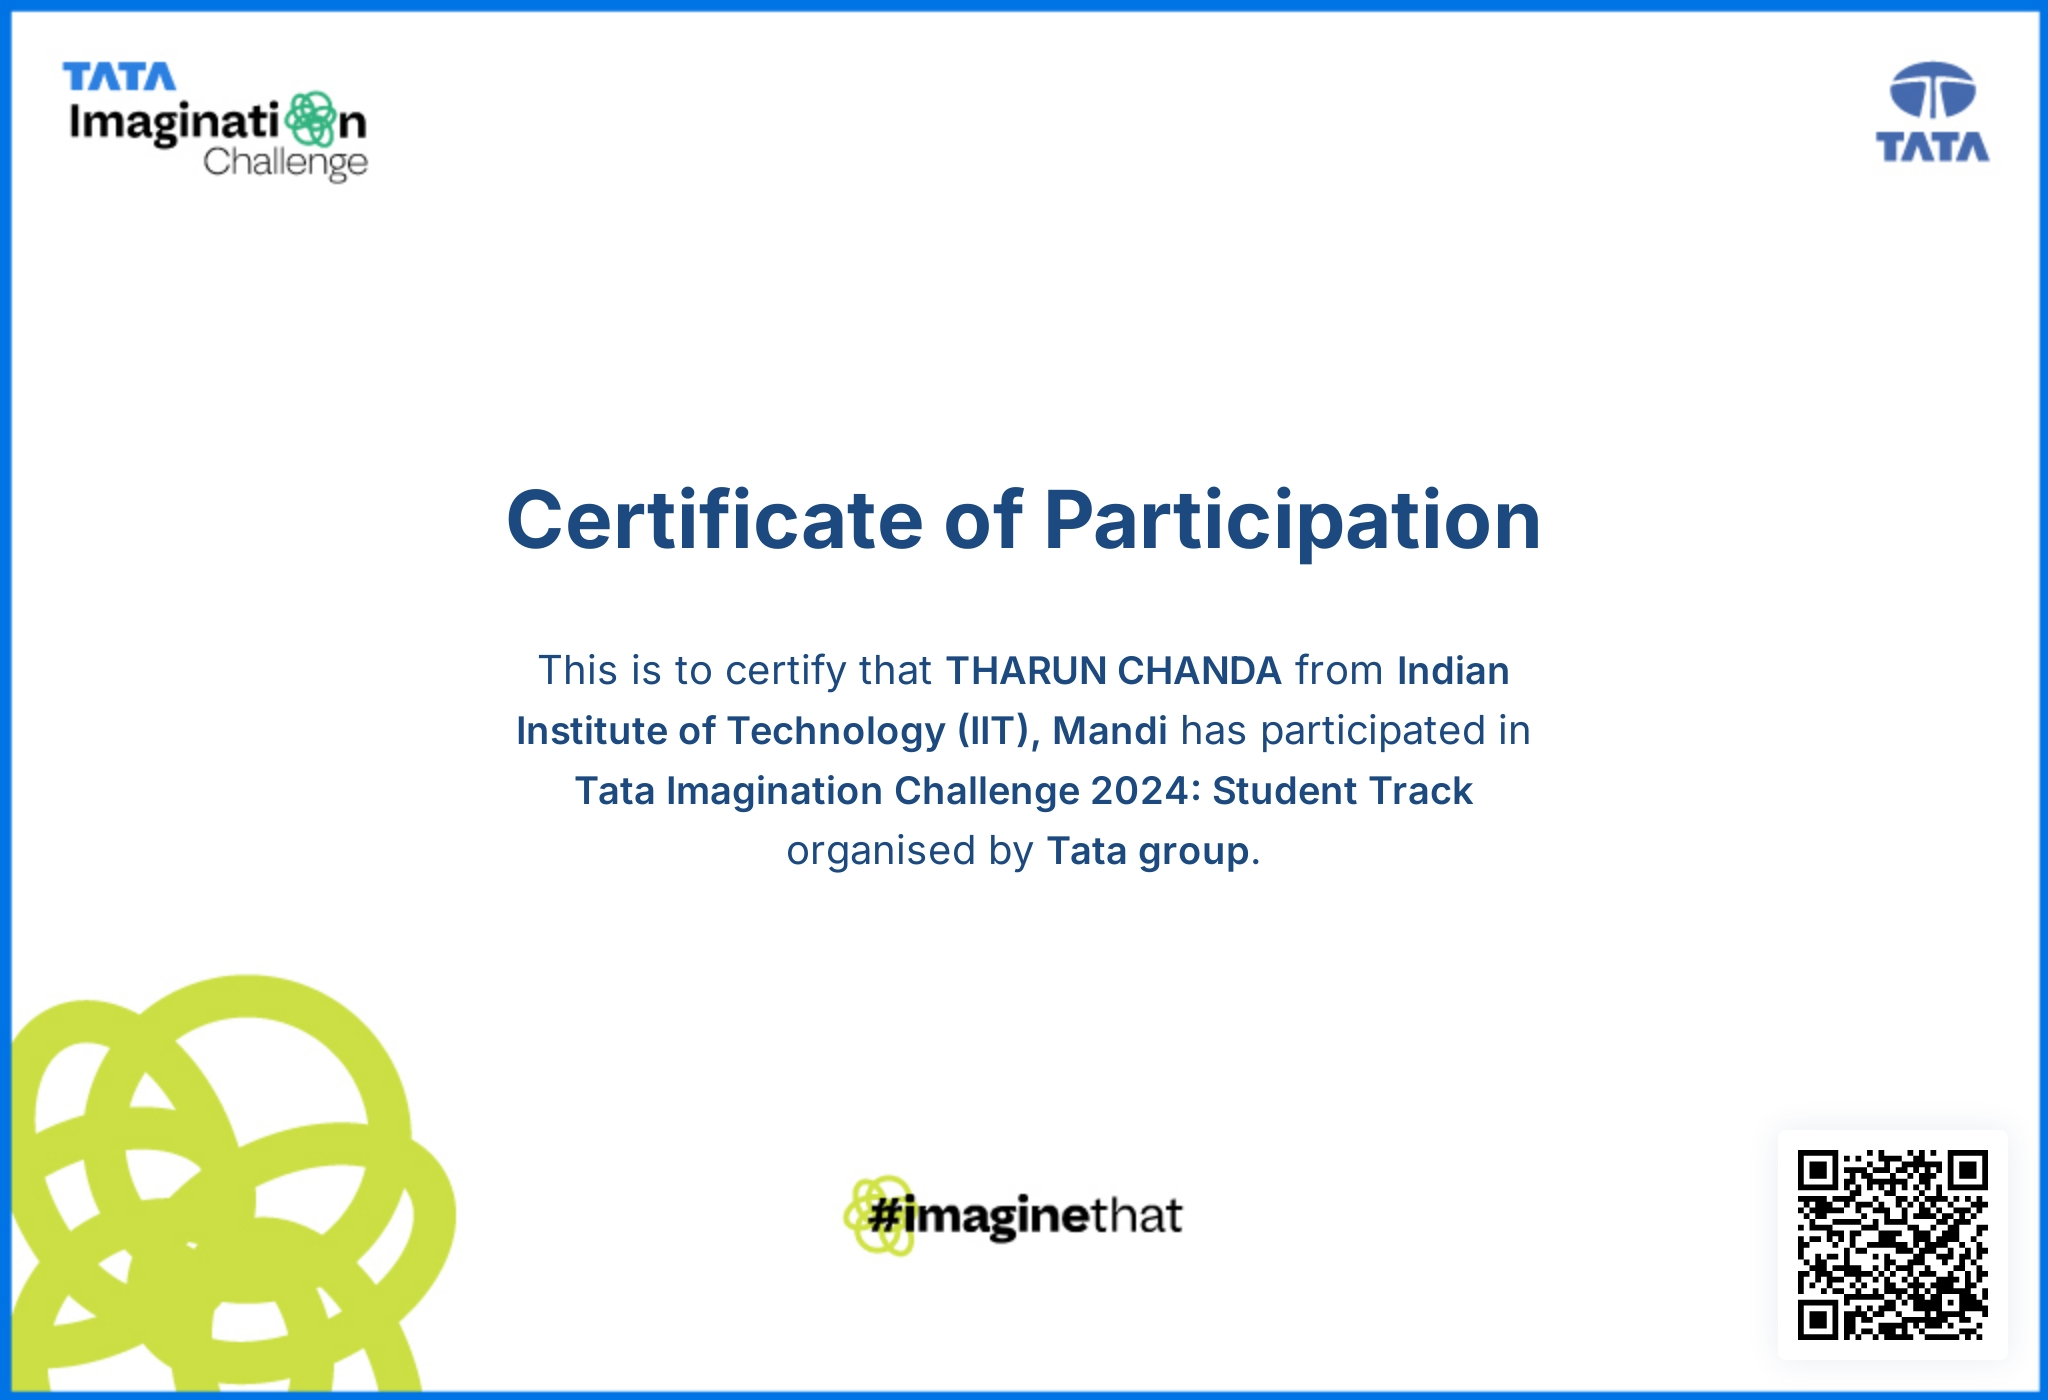 TATA
Imagination
Challenge
TATA
Certificate of Participation
This is to certify that THARUN CHANDA from Indian
Institute of Technology (IIT), Mandi has participated in
Tata Imagination Challenge 2024: Student Track
organised by Tata group.
#imaginethat